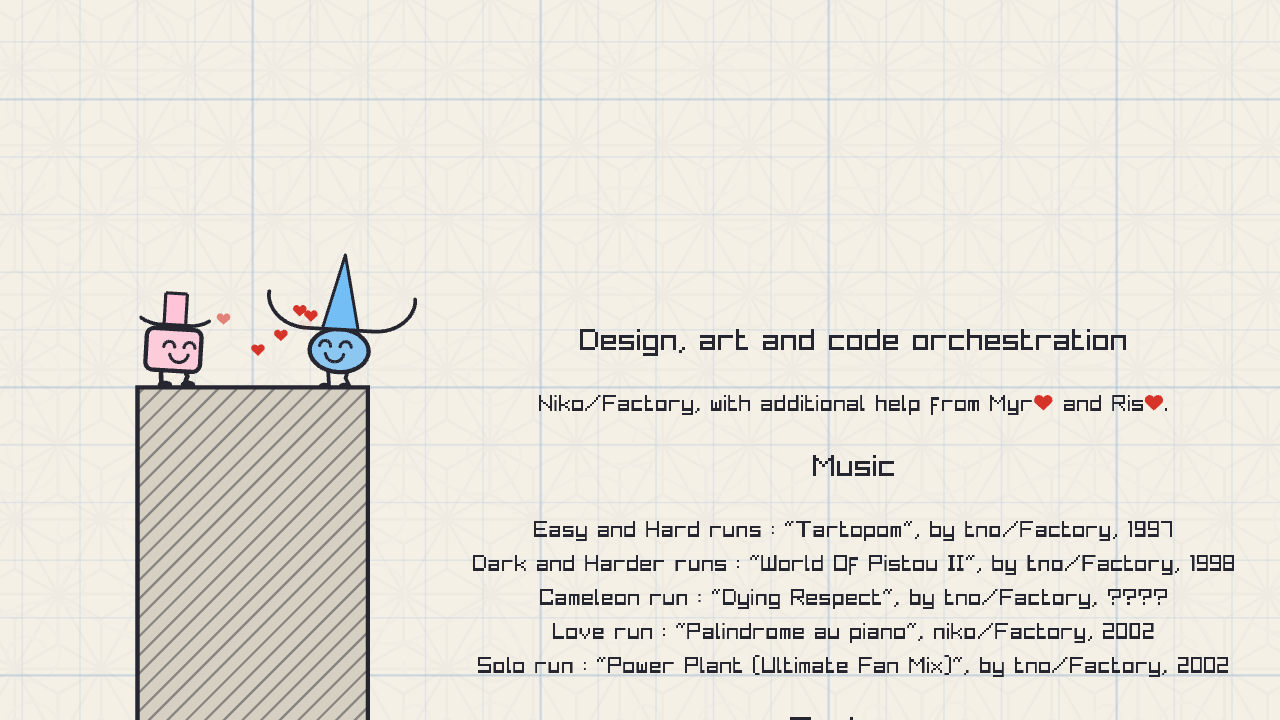 Design, art and code orchestration
Niko/Factory, with additional help from Myr❤ and Ris❤.
Music
Easy and Hard runs : "Tartopom", by tno/Factory, 1997
Dark and Harder runs : "World Of Pistou II", by tno/Factory, 1998
Cameleon run : "Dying Respect", by tno/Factory, ????
Love run : "Palindrome au piano", niko/Factory, 2002
Solo run : "Power Plant (Ultimate Fan Mix)", by tno/Factory, 2002